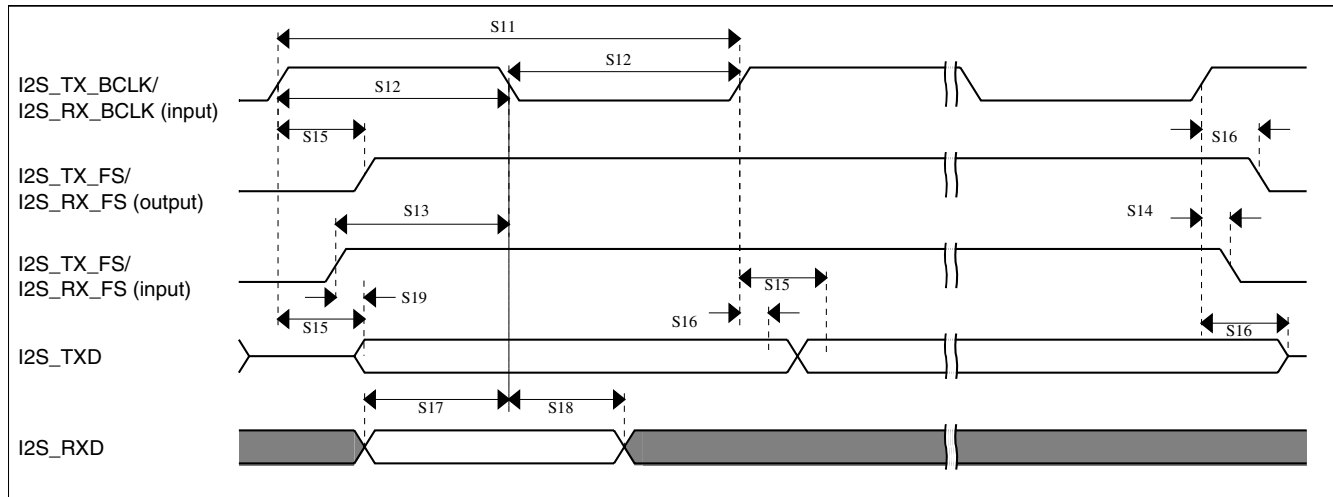 S11
I2S_TX_BCLK/
I2S_RX_BCLK (input)
S12
S12
S15
S16
I2S_TX_FS/
I2S_RX_FS (output)
S13
S14
I2S_TX_FS/
I2S_RX_FS (input)
S15
S19
S15
S16
S16
I2S_TXD
S17
S18
I2S_RXD